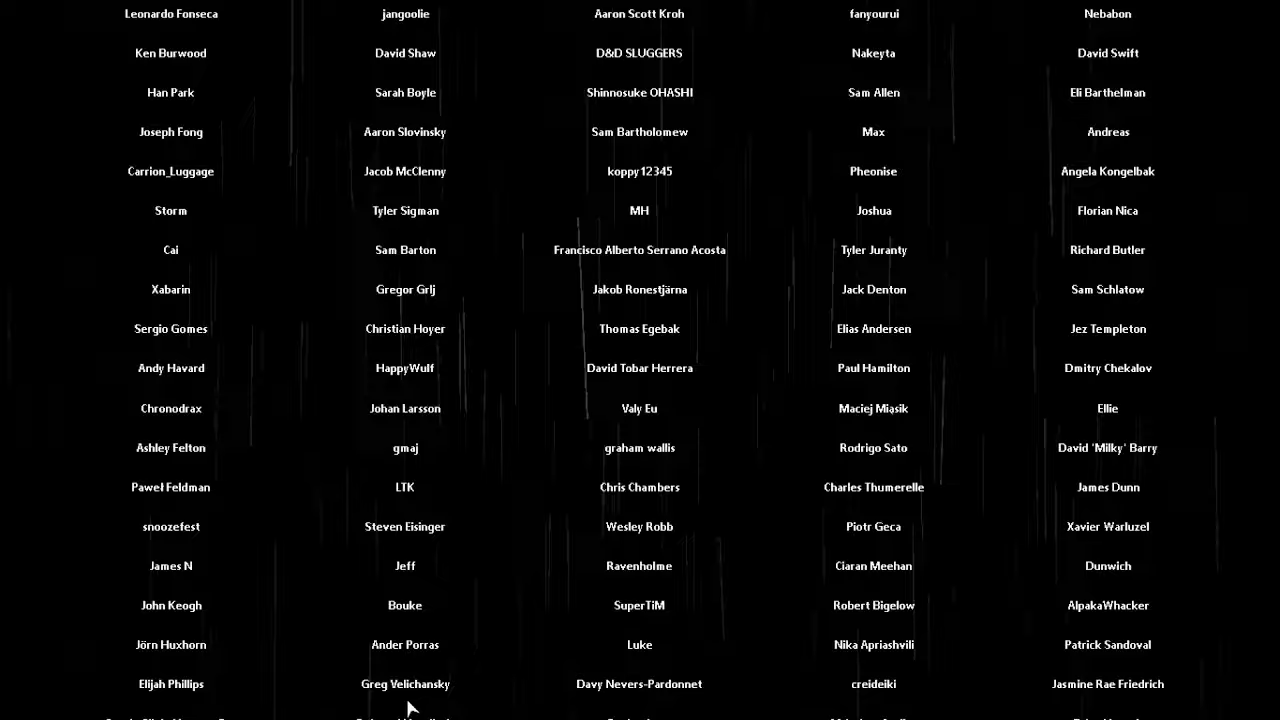 Leonardo Fonseca jangoolie Aaron Scott Kroh fanyourui Nebabon
Ken Burwood David Shaw D&D SLUGGERS Nakeyta David Swift
Han Park Sarah Boyle Shinnosuke OHASHI Sam Allen Eli Barthelman
Joseph Fong Aaron Slovinsky Sam Bartholomew Max Andreas
Carrion_Luggage Jacob McClenny koppy12345 Pheonise Angela Kongelbak
Storm Tyler Sigman MH Joshua Florian Nica
Cai Sam Barton Francisco Alberto Serrano Acosta Tyler Juranty Richard Butler
Xabarin Gregor Grlj Jakob Ronestjärna Jack Denton Sam Schlatow
Sergio Gomes Christian Hoyer Thomas Egebak Elias Andersen Jez Templeton
Andy Havard HappyWulf David Tobar Herrera Paul Hamilton Dmitry Chekalov
Chronodrax Johan Larsson Valy Eu Maciej Miąsik Ellie
Ashley Felton gmaj graham wallis Rodrigo Sato David 'Milky' Barry
Paweł Feldman LTK Chris Chambers Charles Thumerelle James Dunn
snoozefest Steven Eisinger Wesley Robb Piotr Geca Xavier Warluzel
James N Jeff Ravenholme Ciaran Meehan Dunwich
John Keogh Bouke SuperTiM Robert Bigelow AlpakaWhacker
Jörn Huxhorn Ander Porras Luke Nika Apriashvili Patrick Sandoval
Elijah Phillips Greg Velichansky Davy Nevers-Pardonnet creideiki Jasmine Rae Friedrich